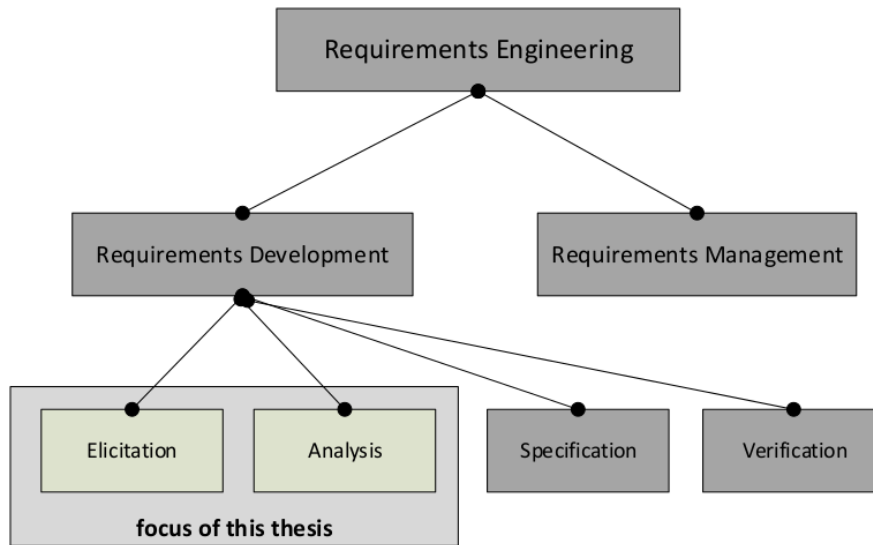 Requirements Engineering
Requirements Development
Requirements Management
Elicitation
Analysis
Specification
Verification
focus of this thesis